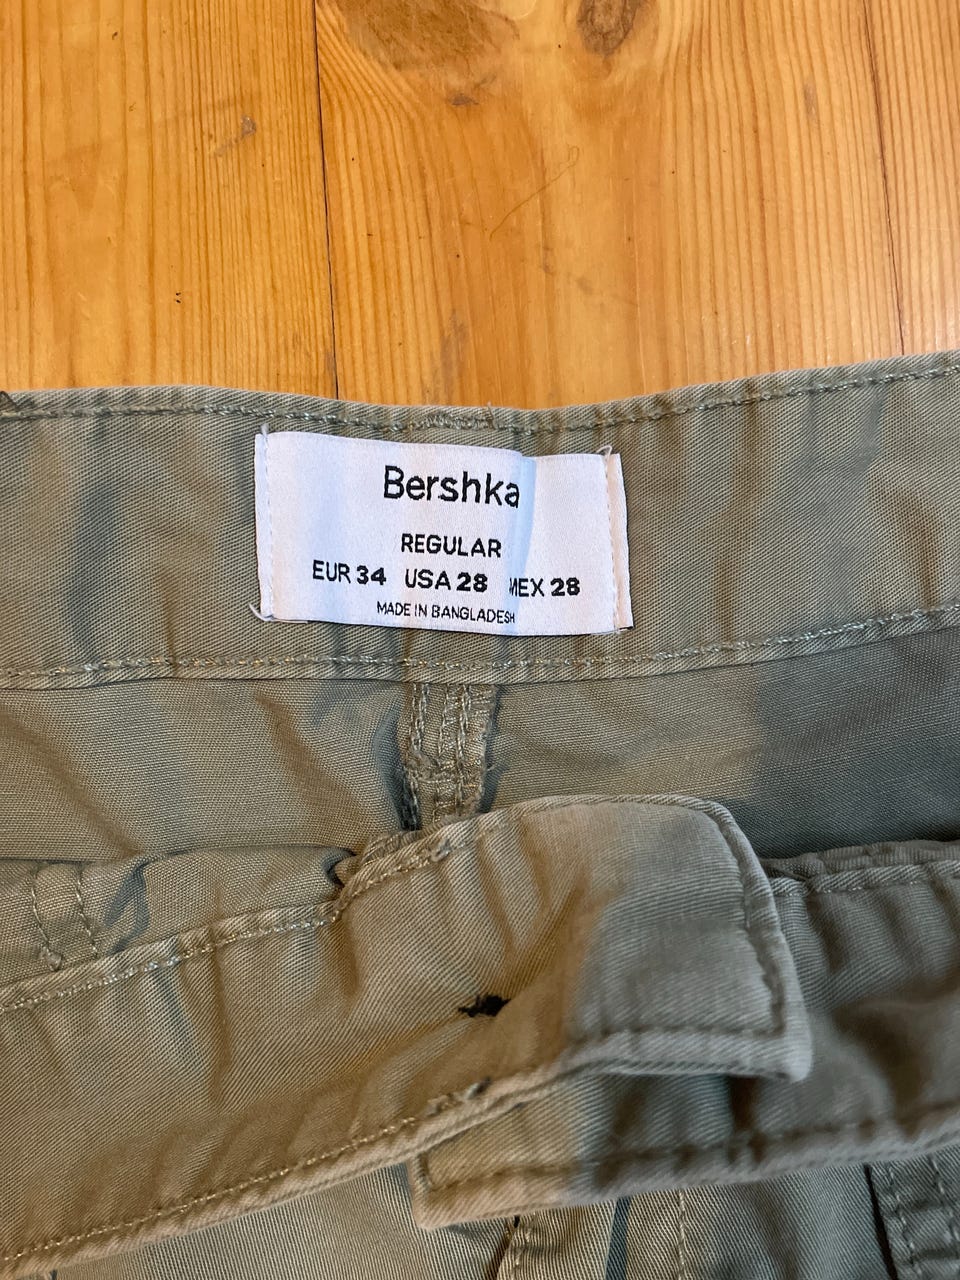 Bershka
REGULAR
EUR 34 USA 28 MEX 28
MADE IN BANGLADESH